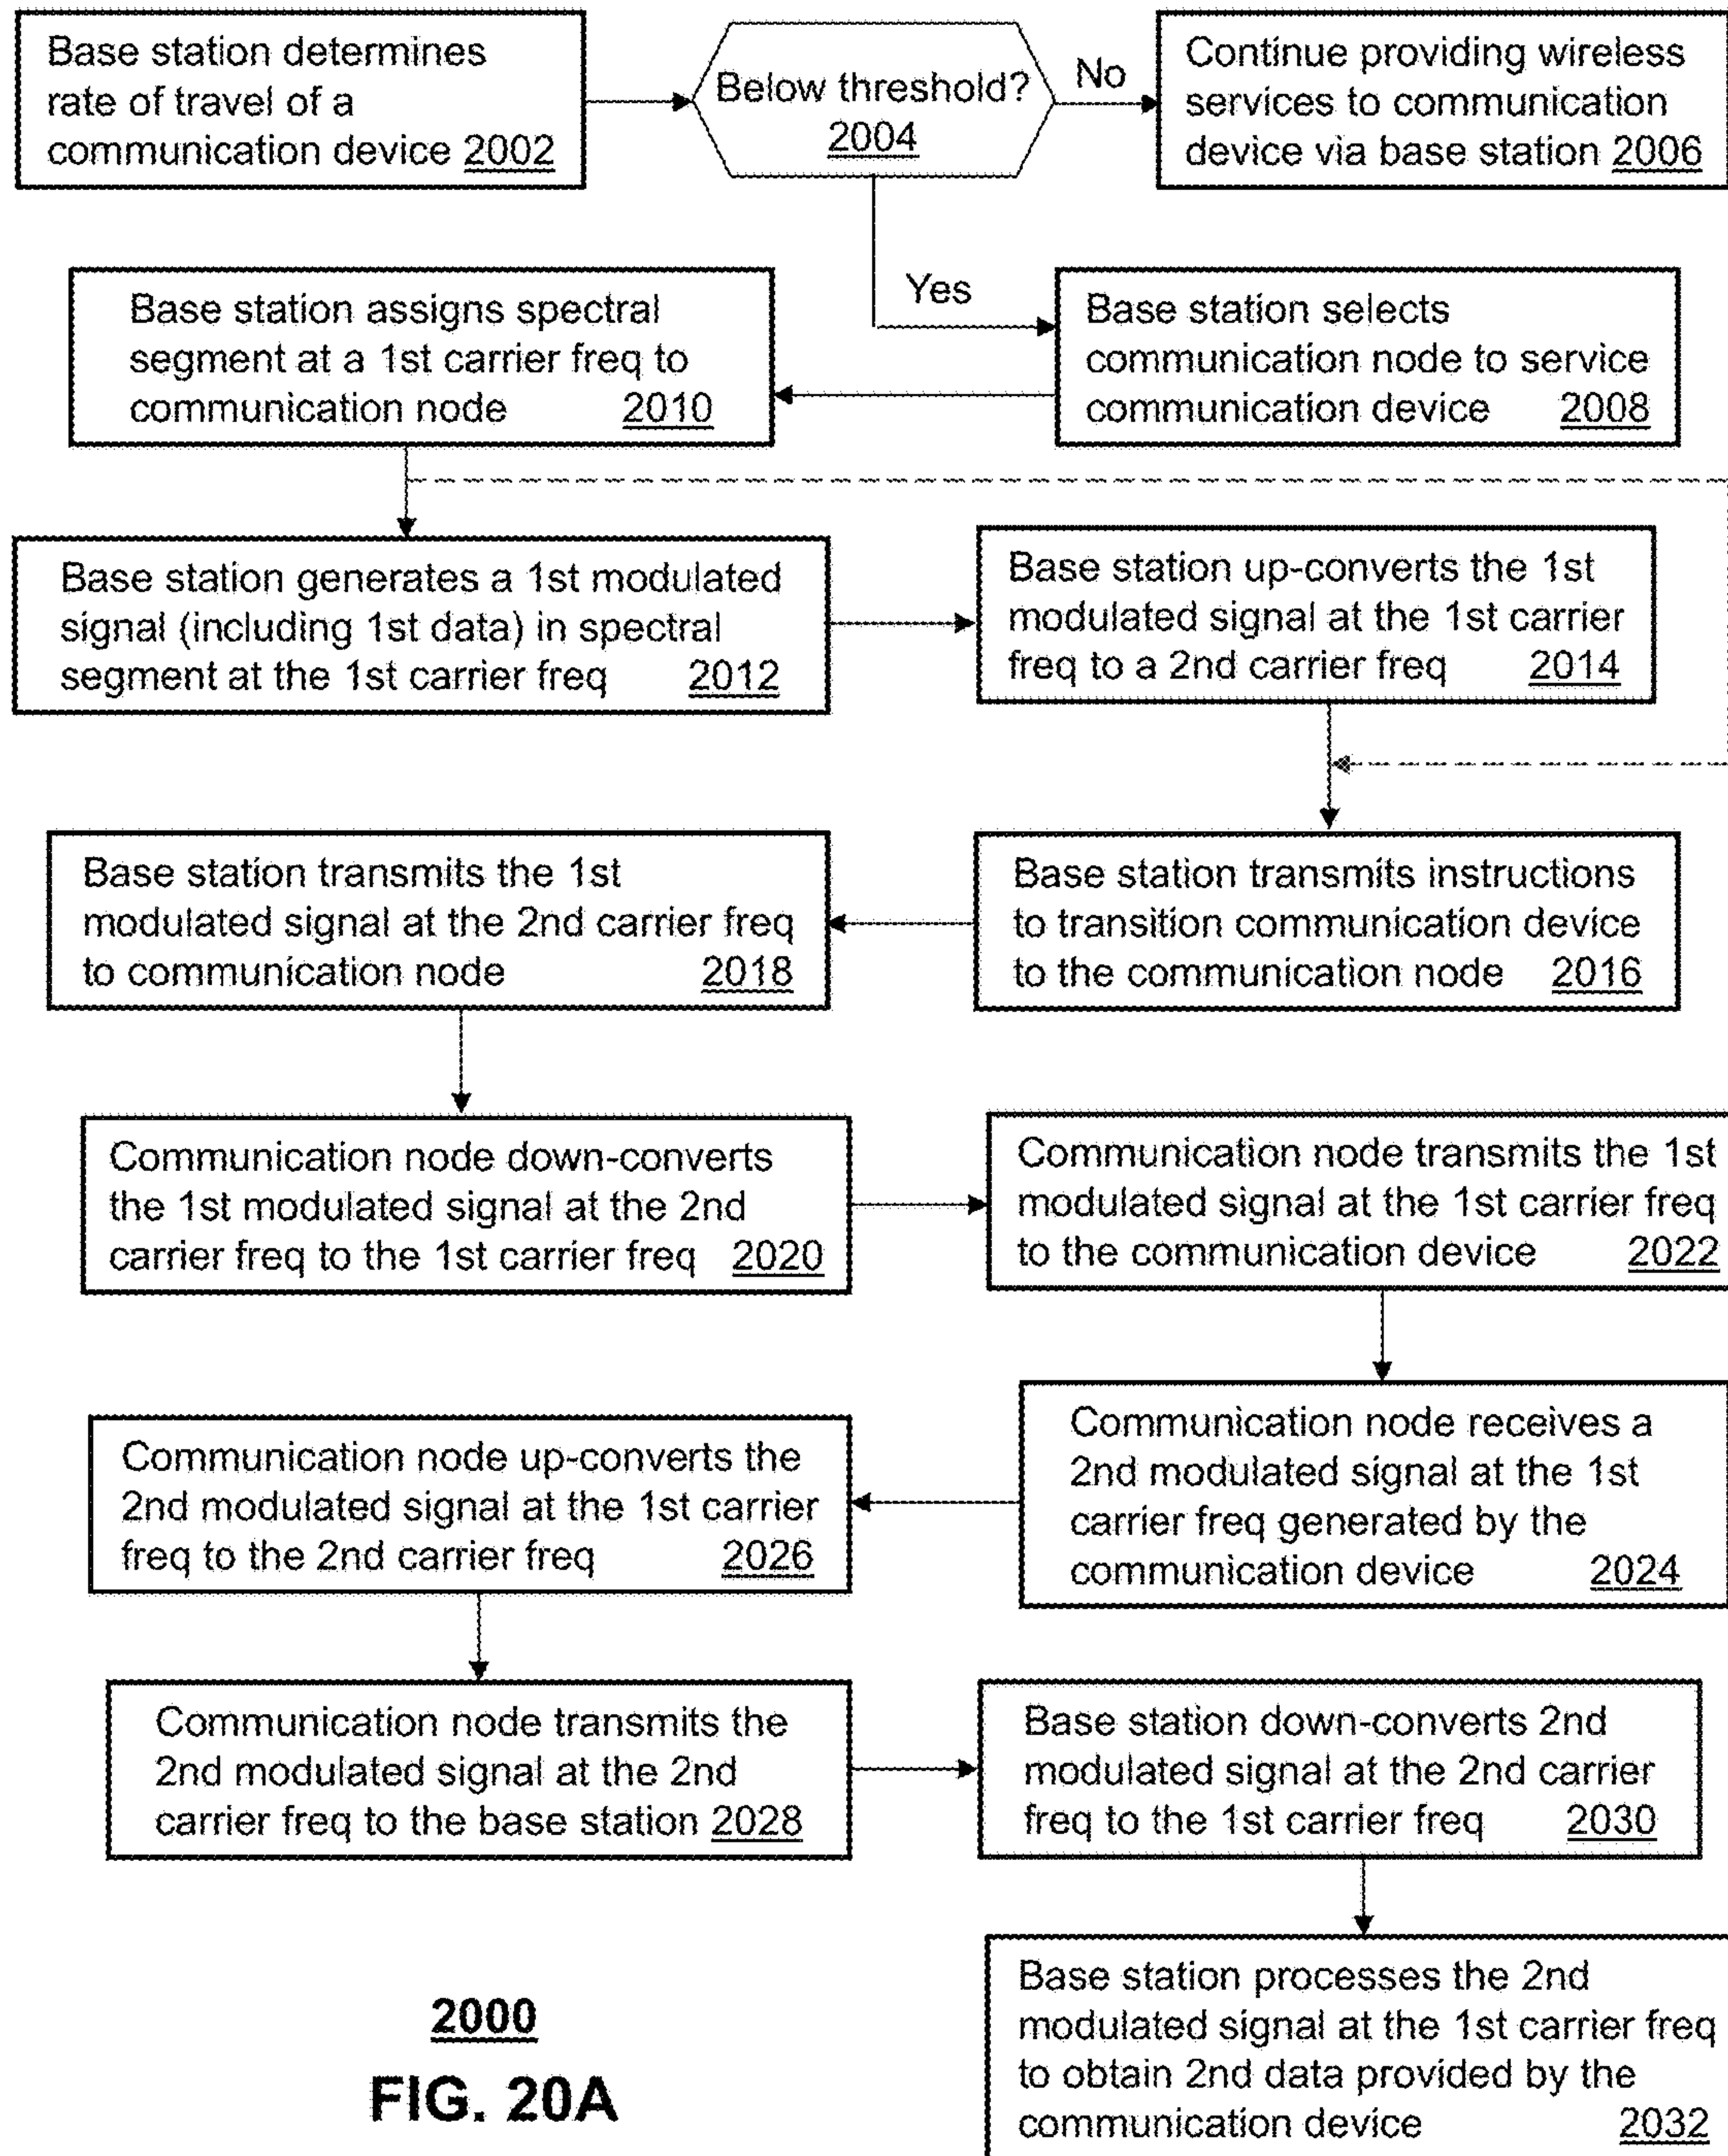 Base station determines
rate of travel of a
communication device 2002
Below threshold?
2004
No
Continue providing wireless
services to communication
device via base station 2006
Yes
Base station selects
communication node to service
communication device 2008
Base station assigns spectral
segment at a 1st carrier freq to
communication node 2010
Base station generates a 1st modulated
signal (including 1st data) in spectral
segment at the 1st carrier freq 2012
Base station up-converts the 1st
modulated signal at the 1st carrier
freq to a 2nd carrier freq 2014
Base station transmits instructions
to transition communication device
to the communication node 2016
Base station transmits the 1st
modulated signal at the 2nd carrier freq
to communication node 2018
Communication node down-converts
the 1st modulated signal at the 2nd
carrier freq to the 1st carrier freq 2020
Communication node transmits the 1st
modulated signal at the 1st carrier freq
to the communication device 2022
Communication node receives a
2nd modulated signal at the 1st
carrier freq generated by the
communication device 2024
Communication node up-converts the
2nd modulated signal at the 1st carrier
freq to the 2nd carrier freq 2026
Communication node transmits the
2nd modulated signal at the 2nd
carrier freq to the base station 2028
Base station down-converts 2nd
modulated signal at the 2nd carrier
freq to the 1st carrier freq 2030
Base station processes the 2nd
modulated signal at the 1st carrier freq
to obtain 2nd data provided by the
communication device 2032
2000
FIG. 20A